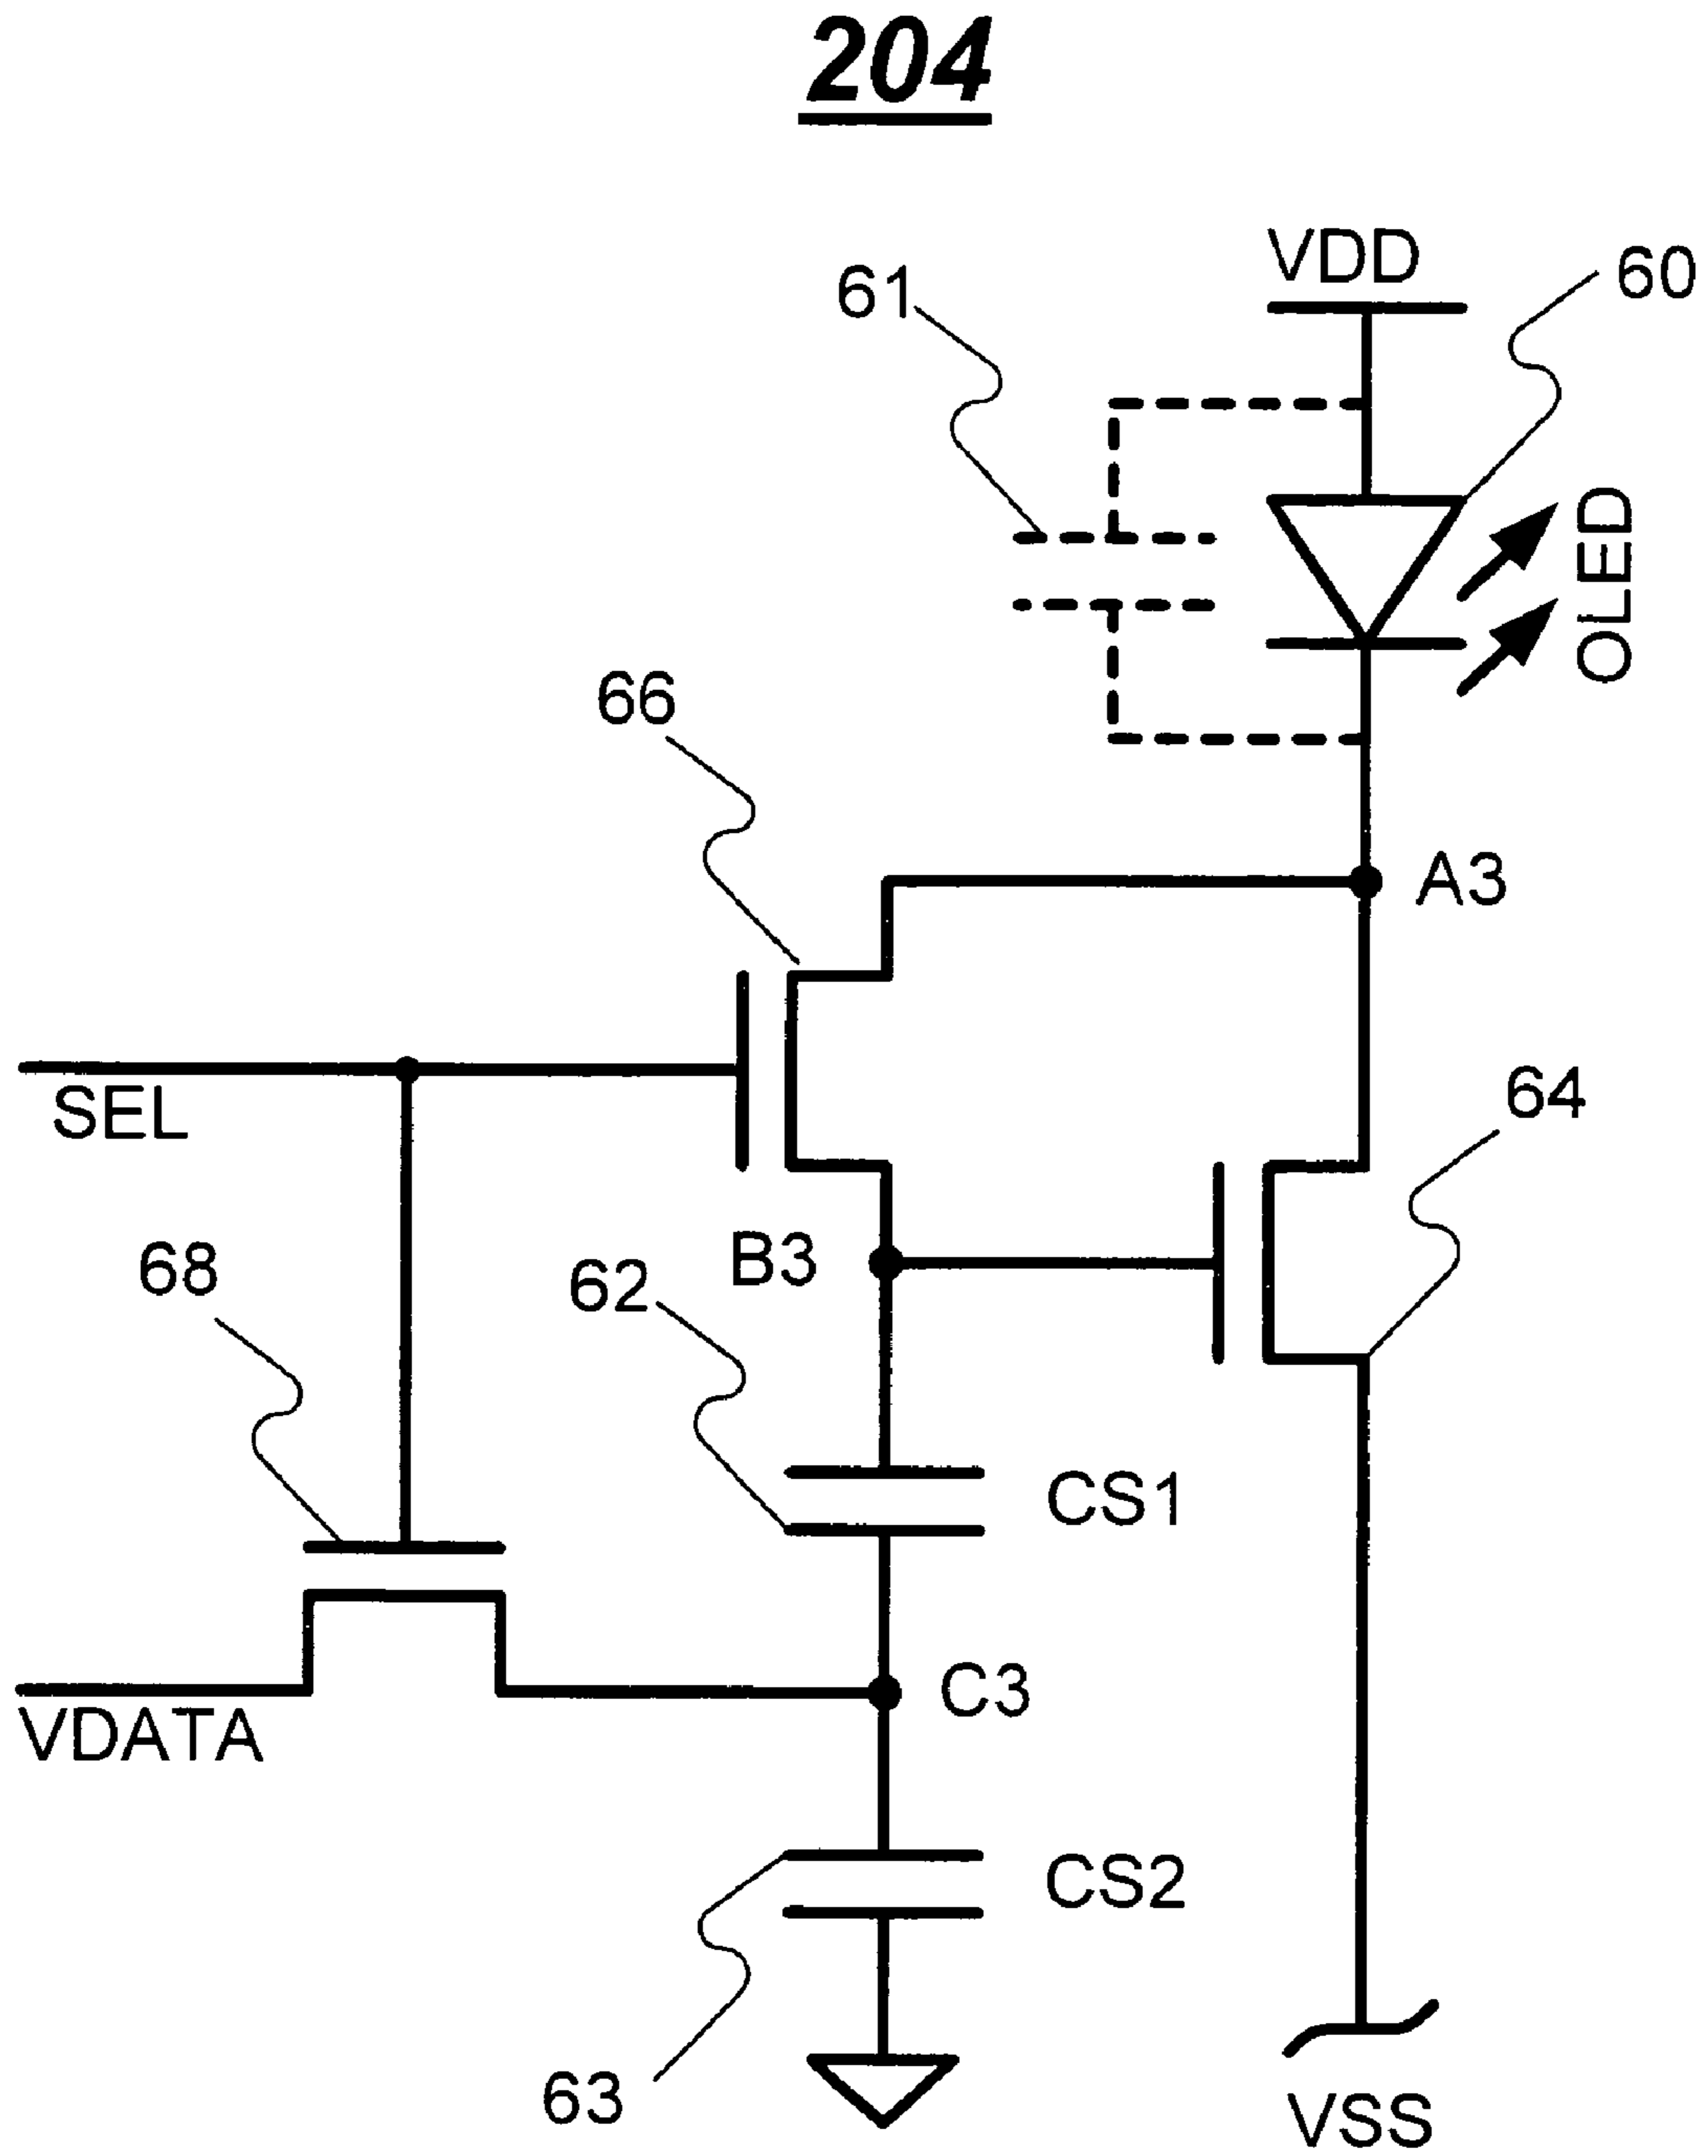 204
VDD
60
61
OLED
66
A3
SEL
64
B3
68
62
CS1
C3
VDATA
CS2
63
VSS